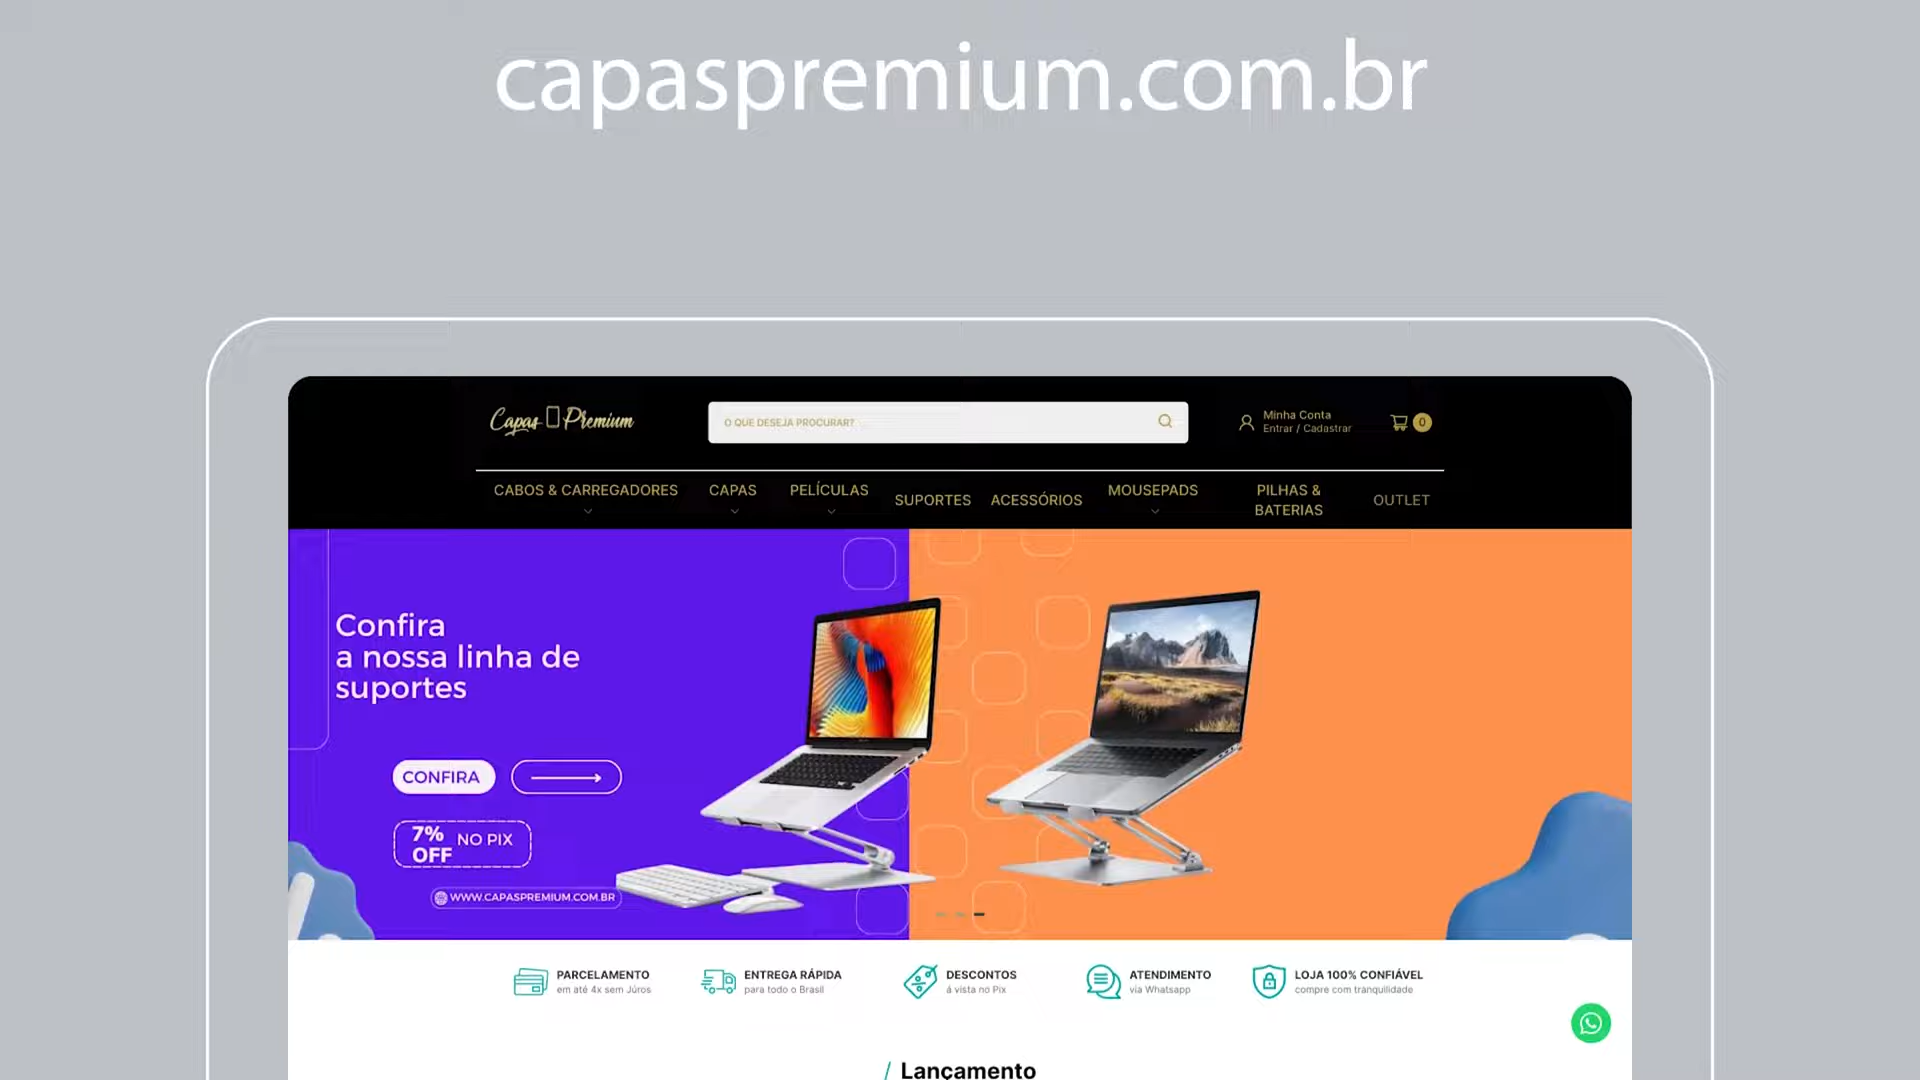 capaspremium.com.br
Capas Premium
O QUE DESEJA PROCURAR?
Minha Conta
Entrar / Cadastrar
0
CABOS & CARREGADORES
CAPAS
PELÍCULAS
SUPORTES
ACESSÓRIOS
MOUSEPADS
PILHAS &
BATERIAS
OUTLET
Confira
a nossa linha de
suportes
CONFIRA
7%
OFF
NO PIX
WWW.CAPASPREMIUM.COM.BR
PARCELAMENTO
em até 4x sem Júros
ENTREGA RÁPIDA
para todo o Brasil
DESCONTOS
á vista no Pix
ATENDIMENTO
via Whatsapp
LOJA 100% CONFIÁVEL
compre com tranquilidade
/ Lançamento